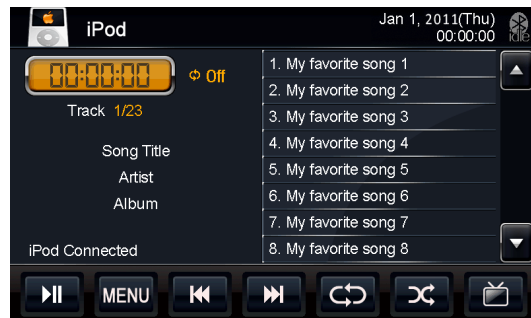 iPod
Jan 1, 2011(Thu)
00:00:00
idle
00:00:00
Off
Track 1/23
Song Title
Artist
Album
iPod Connected
1. My favorite song 1
2. My favorite song 2
3. My favorite song 3
4. My favorite song 4
5. My favorite song 5
6. My favorite song 6
7. My favorite song 7
8. My favorite song 8
MENU